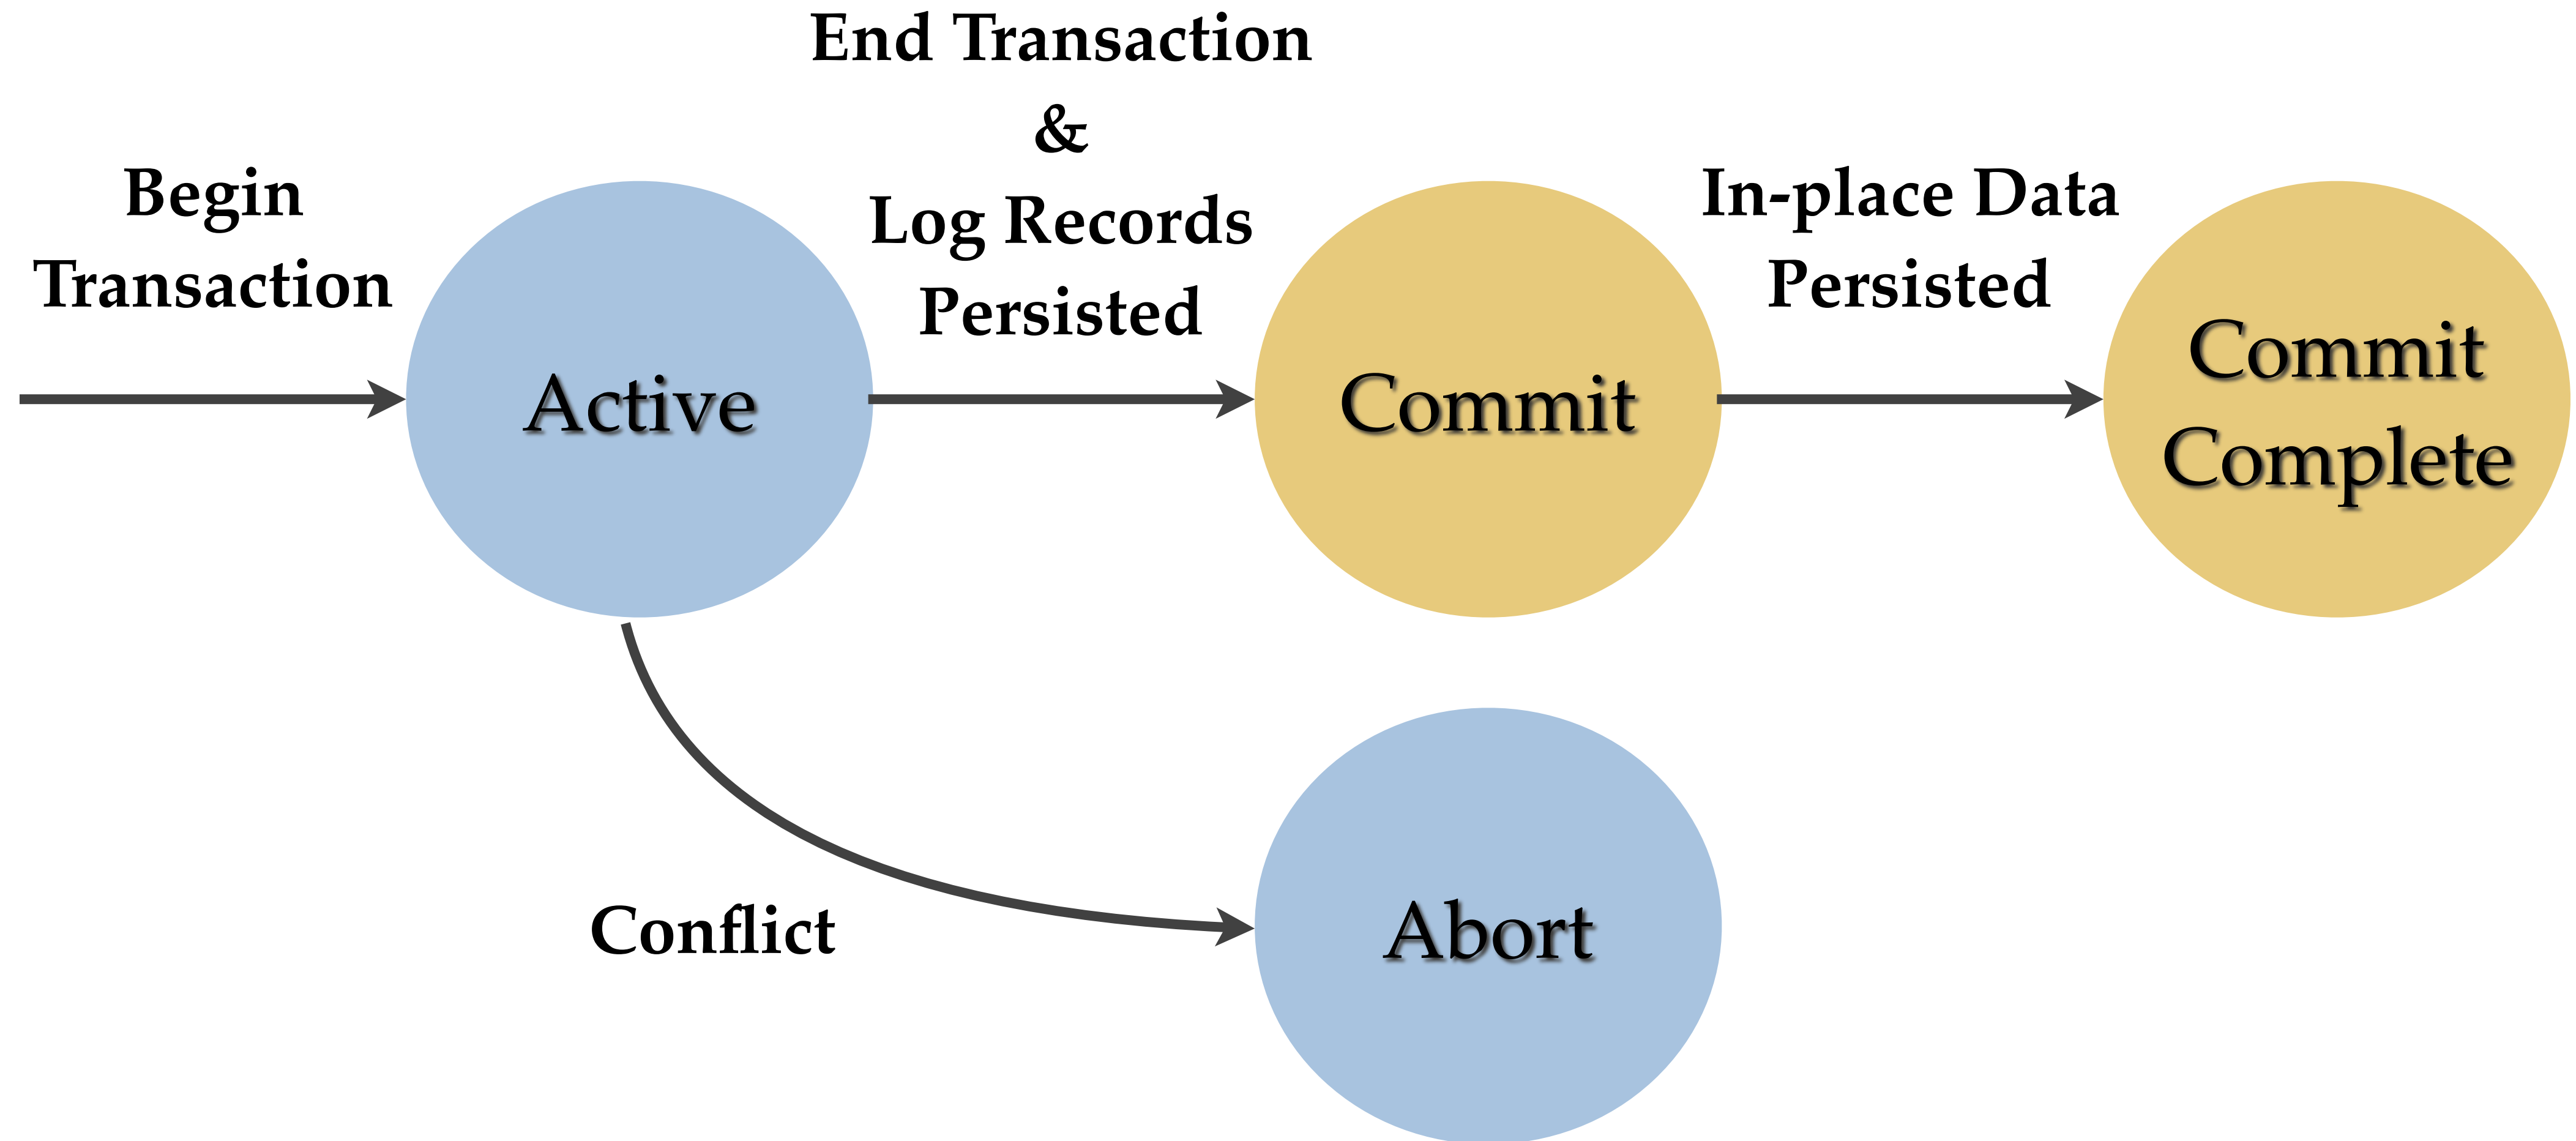 Begin
Transaction
Active
End Transaction
&
Log Records
Persisted
Commit
In-place Data
Persisted
Commit
Complete
Conflict
Abort